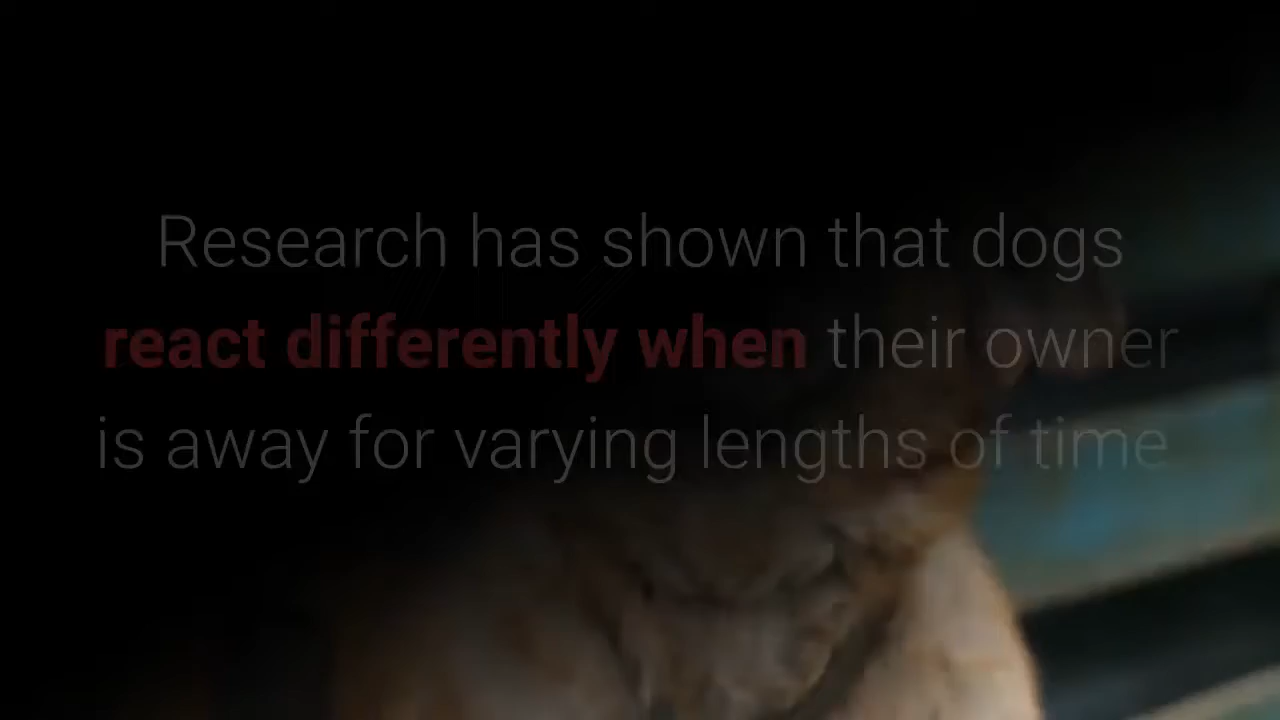 Research has shown that dogs
react differently when their owner
is away for varying lengths of time